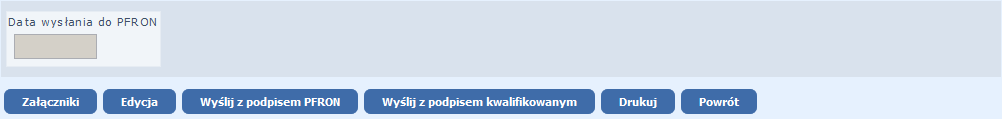 Data wysłania do PFRON
Załączniki Edycja Wyślij z podpisem PFRON Wyślij z podpisem kwalifikowanym Drukuj Powrót